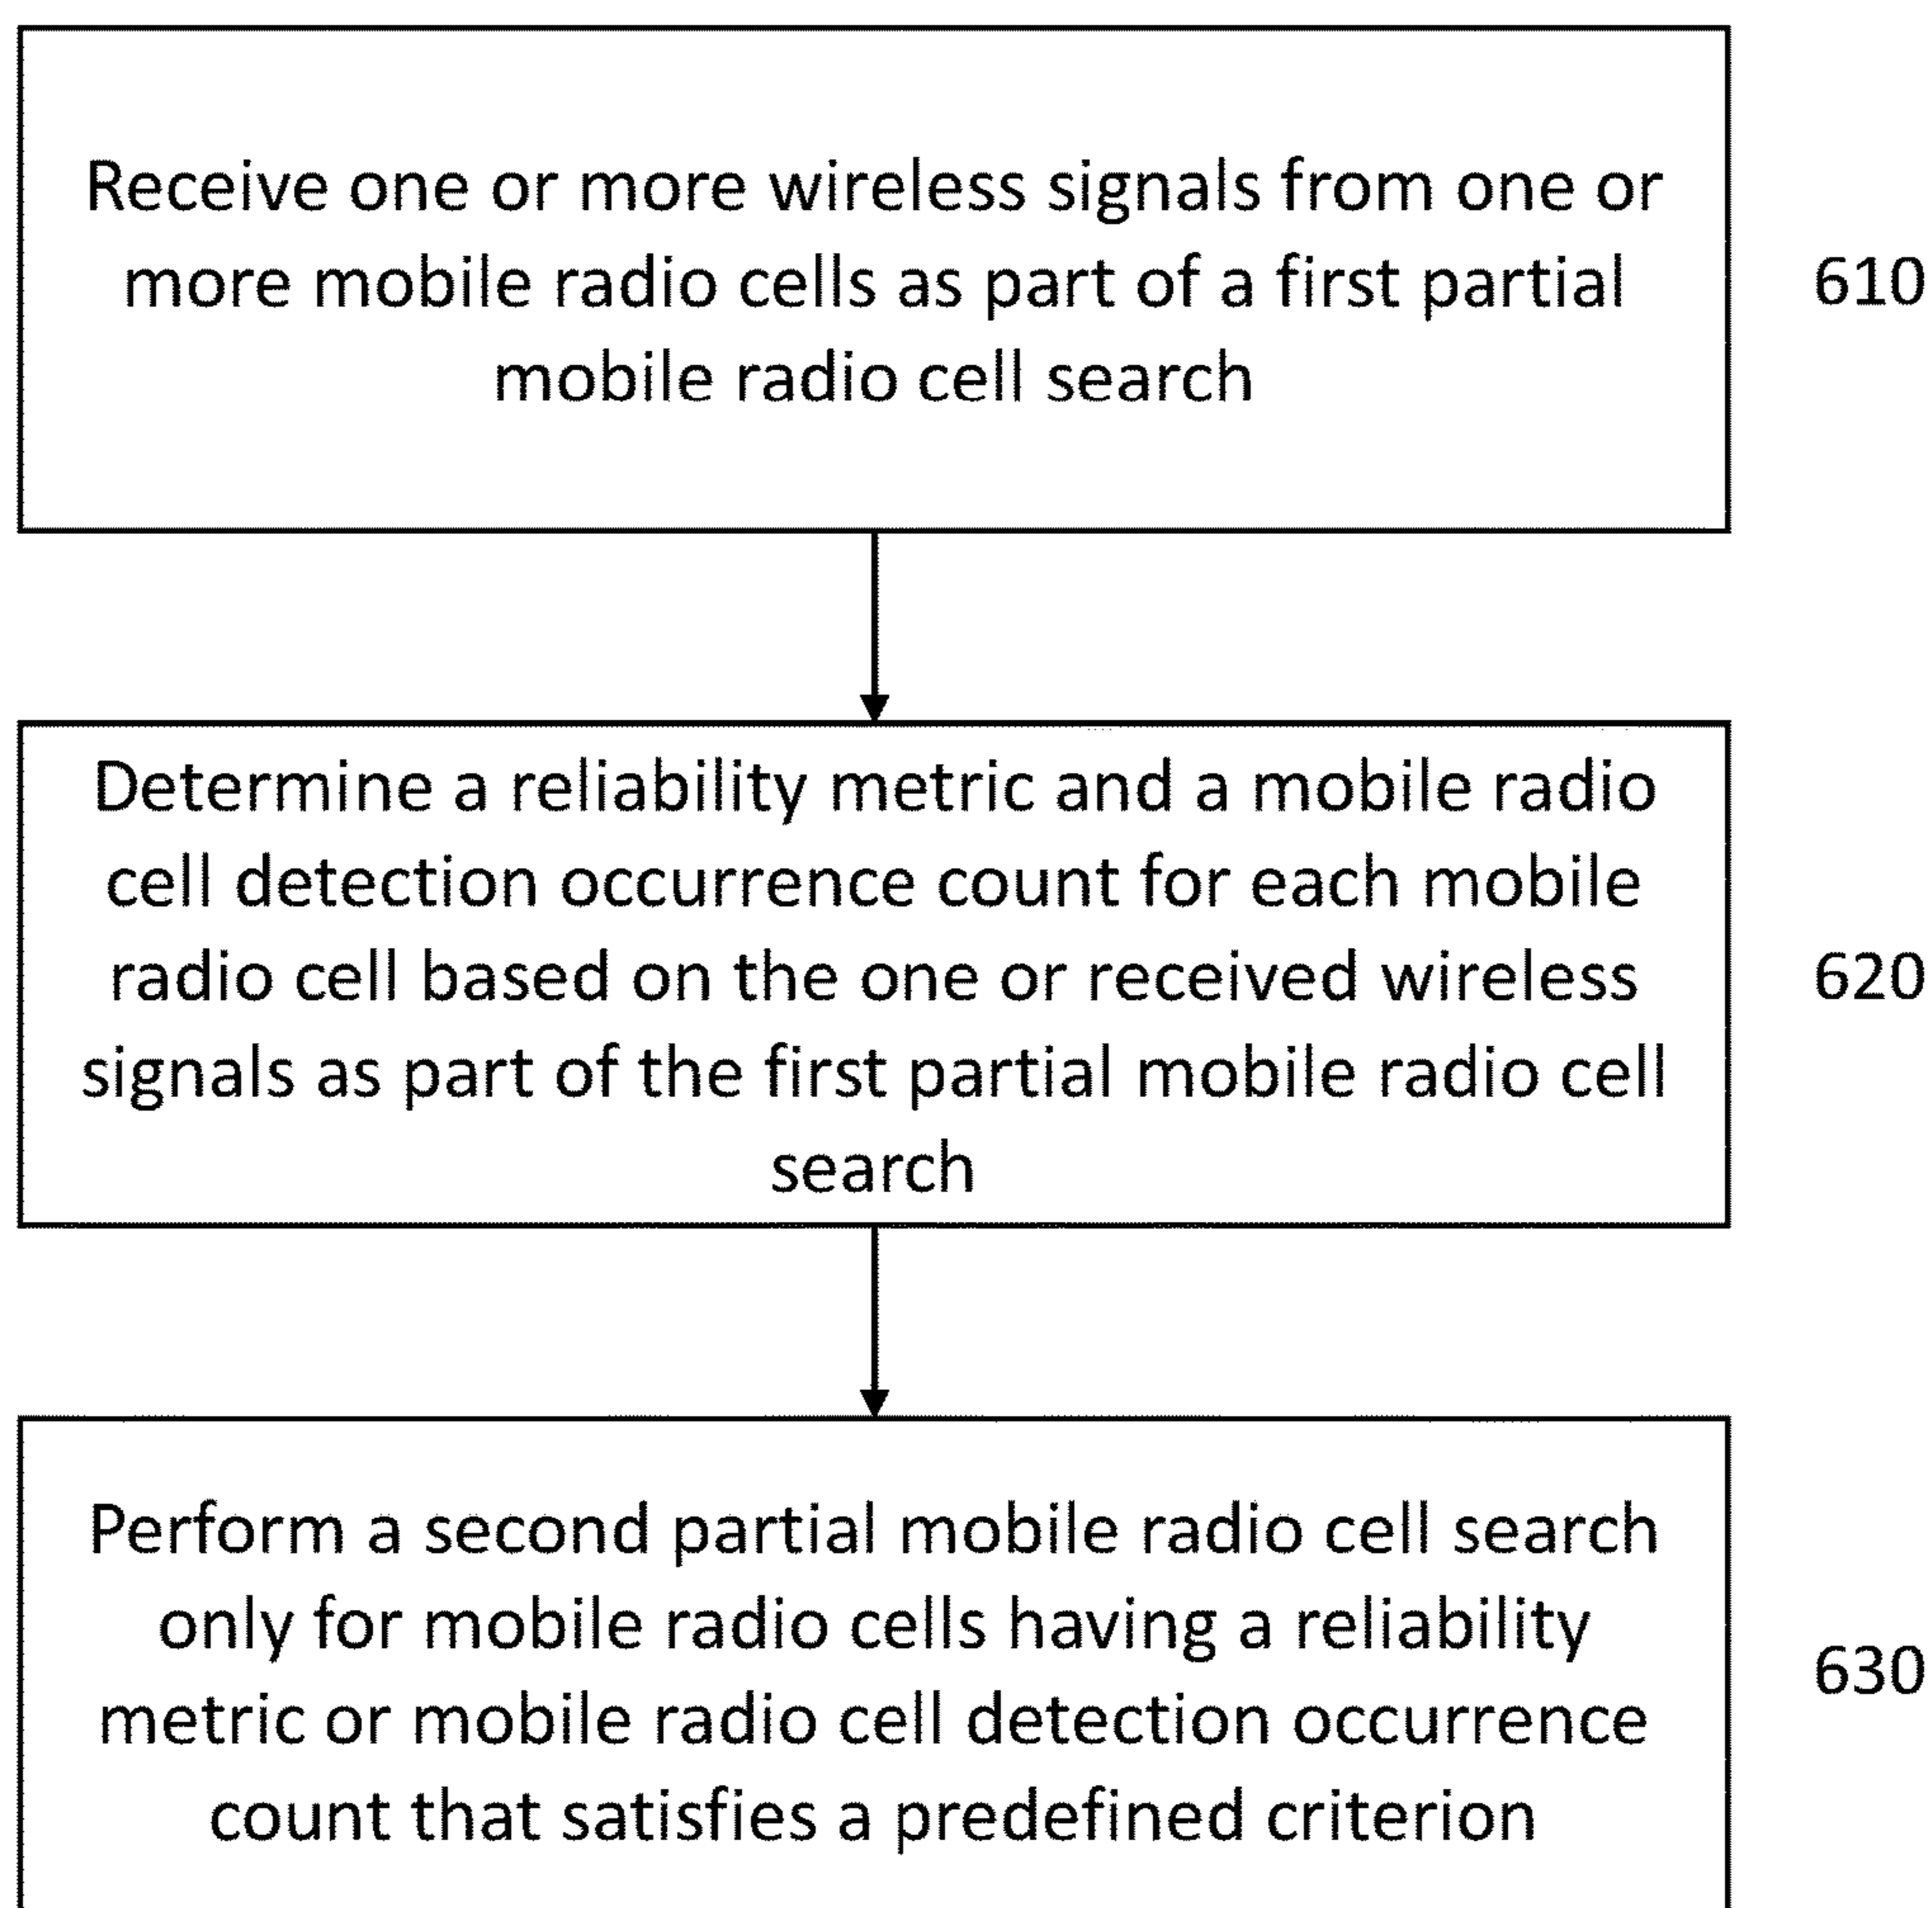 Receive one or more wireless signals from one or
more mobile radio cells as part of a first partial
mobile radio cell search
610
Determine a reliability metric and a mobile radio
cell detection occurrence count for each mobile
radio cell based on the one or received wireless
signals as part of the first partial mobile radio cell
search
620
Perform a second partial mobile radio cell search
only for mobile radio cells having a reliability
metric or mobile radio cell detection occurrence
count that satisfies a predefined criterion
630